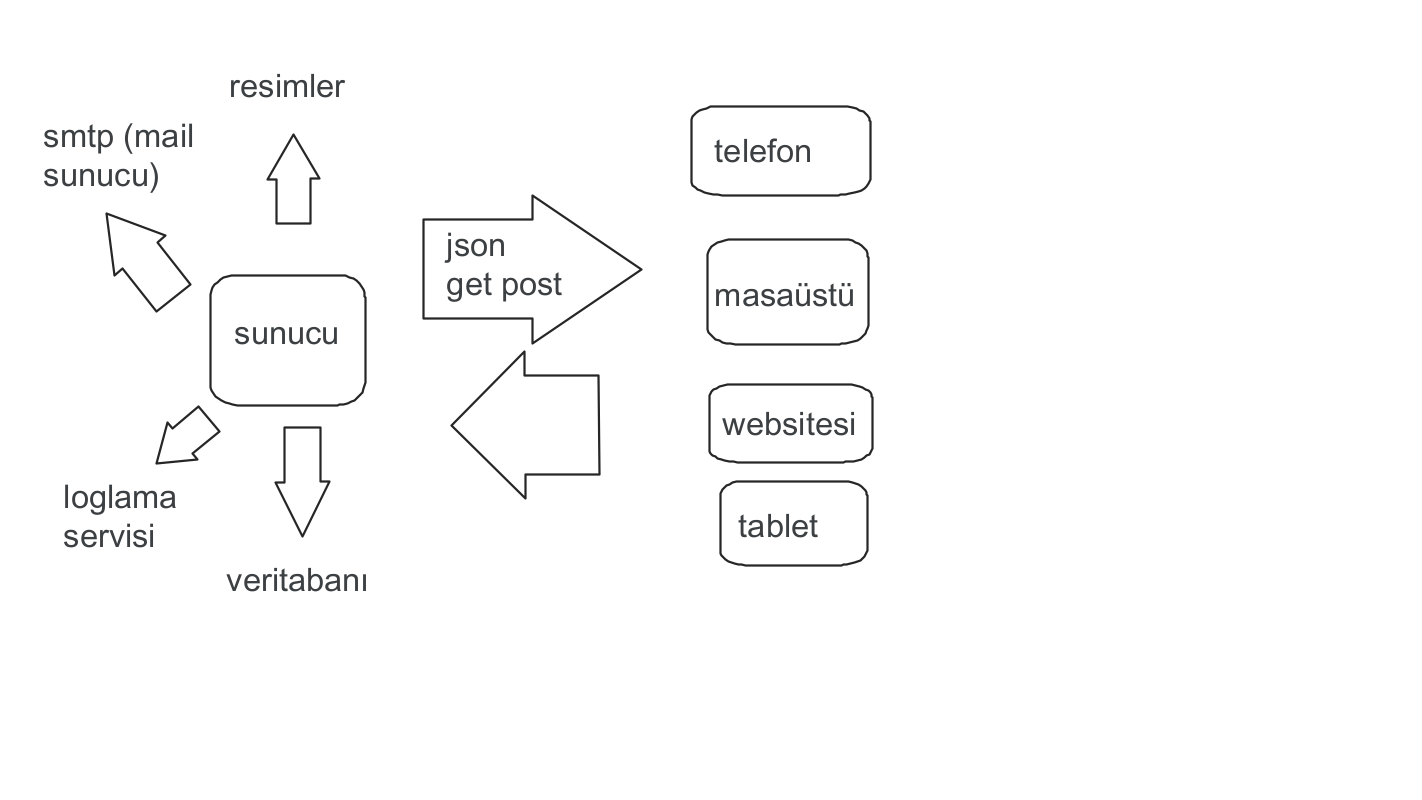 resimler
smtp (mail
sunucu)
telefon
json
get post
masaüstü
sunucu
websitesi
loglama
servisi
tablet
veritabanı